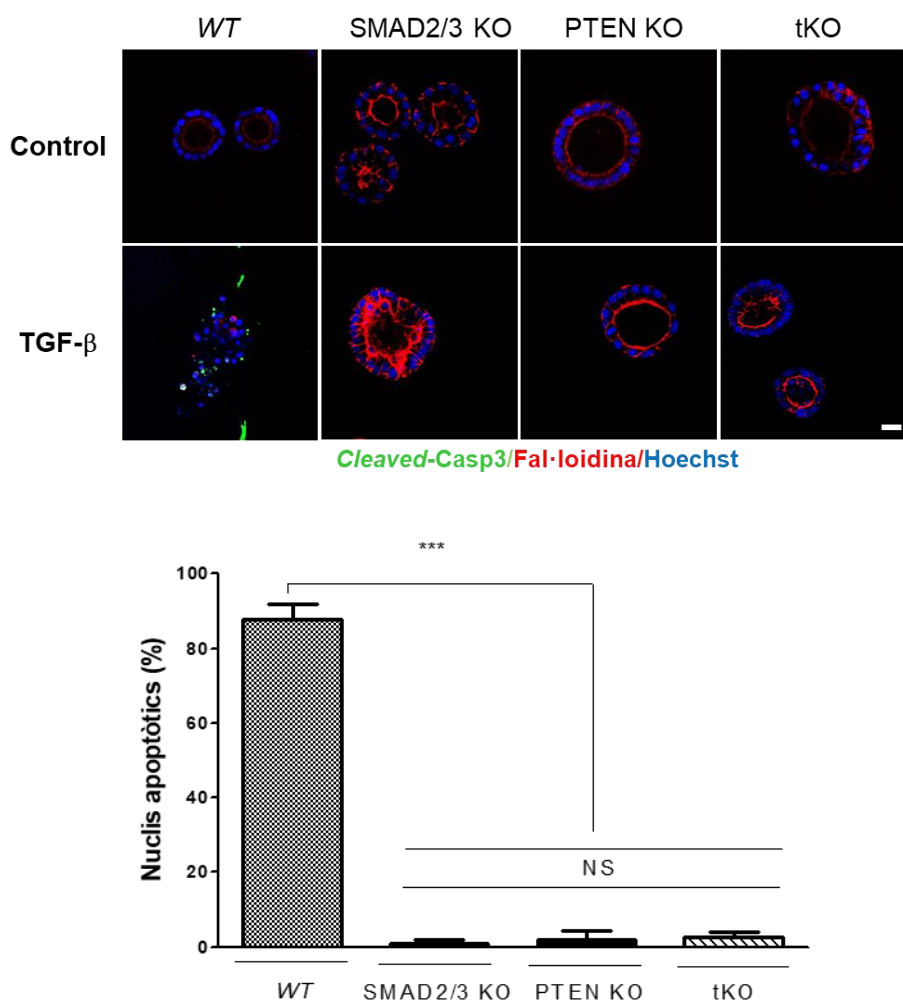 WT SMAD2/3 KO PTEN KO tKO
Control
TGF-β
Cleaved-Casp3/Fal·loidina/Hoechst
***
Nuclis apoptòtics (%)
100
80
60
40
20
0
NS
WT SMAD2/3 KO PTEN KO tKO